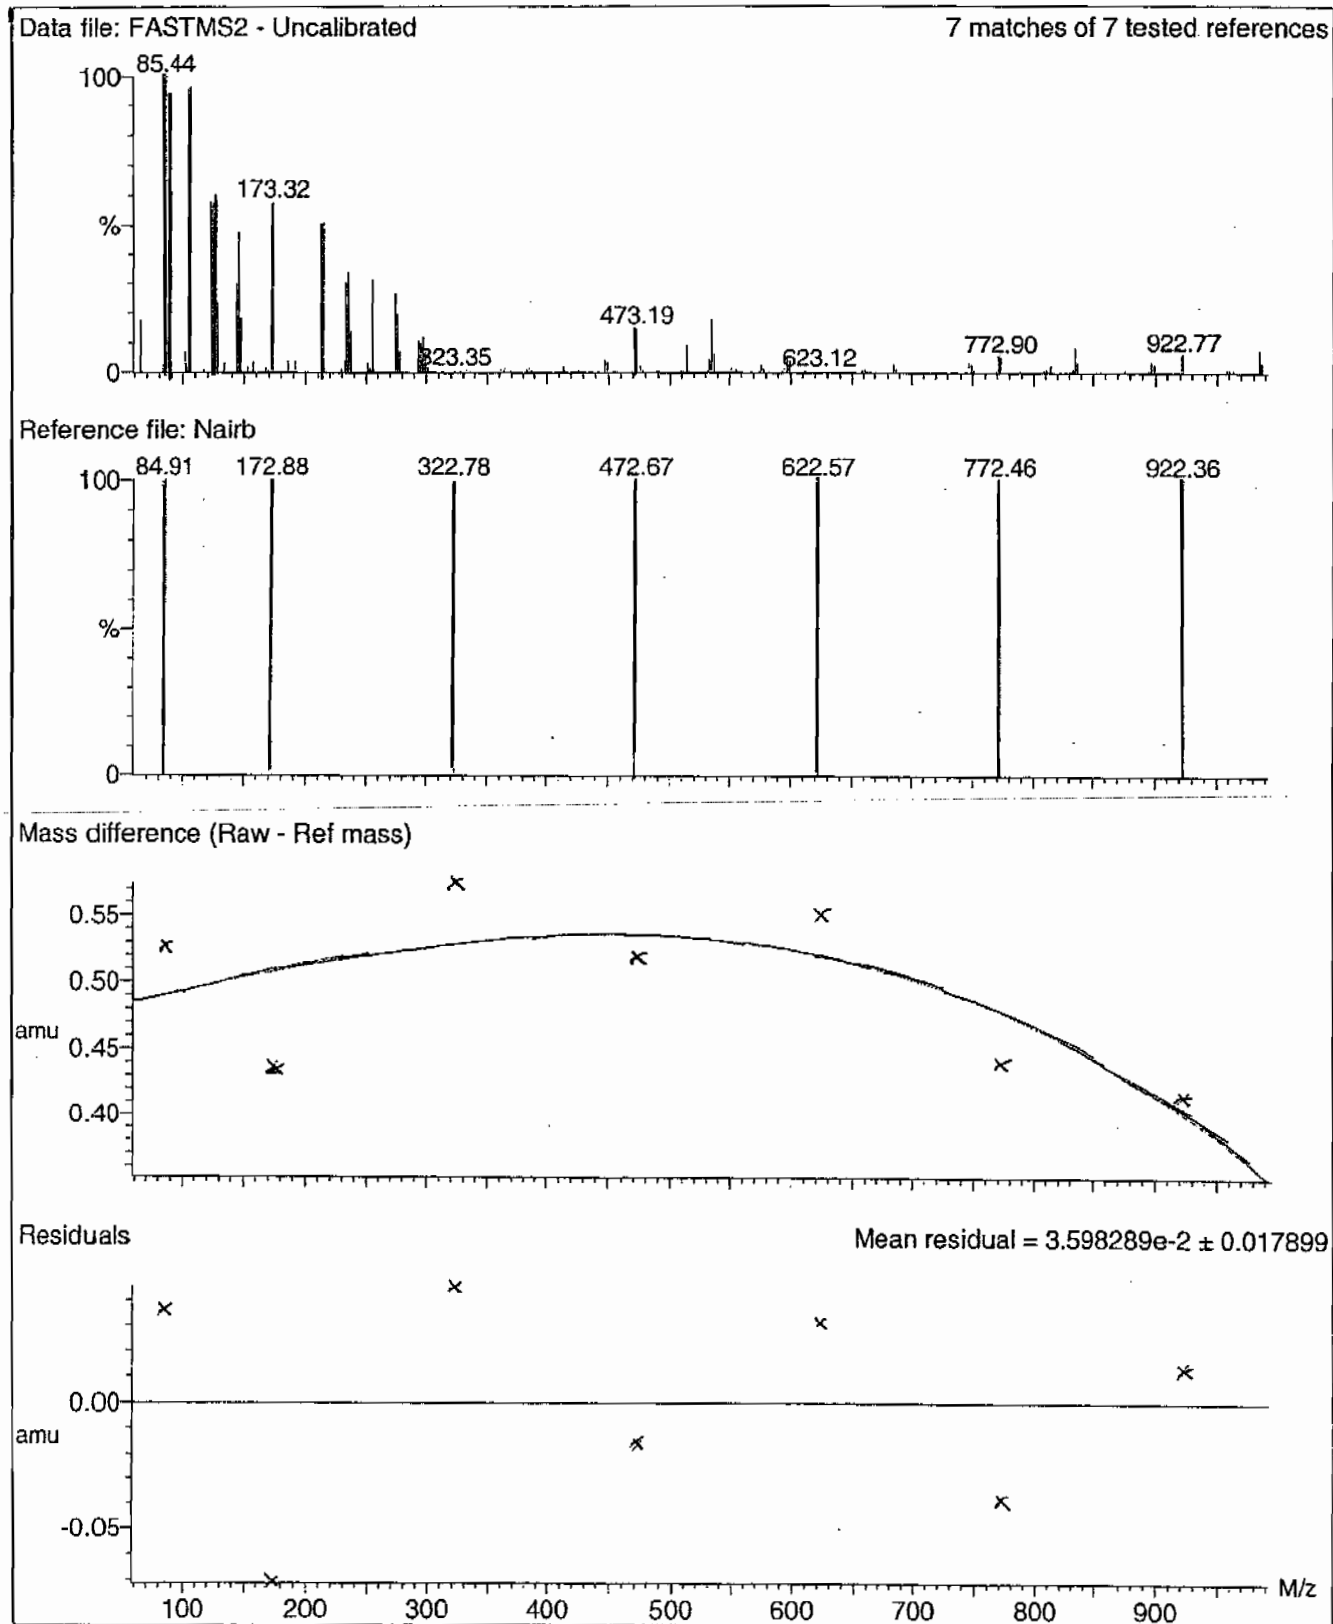 Data file: FASTMS2 - Uncalibrated 7 matches of 7 tested references
85.44
100
173.32
%
473.19
323.35 623.12 772.90 922.77
0
Reference file: Nairb
84.91 172.88 322.78 472.67 622.57 772.46 922.36
100
%
0
Mass difference (Raw - Ref mass)
0.55
0.50
amu
0.45
0.40
Residuals Mean residual = 3.598289e-2 ± 0.017899
0.00
amu
-0.05
M/z
100 200 300 400 500 600 700 800 900